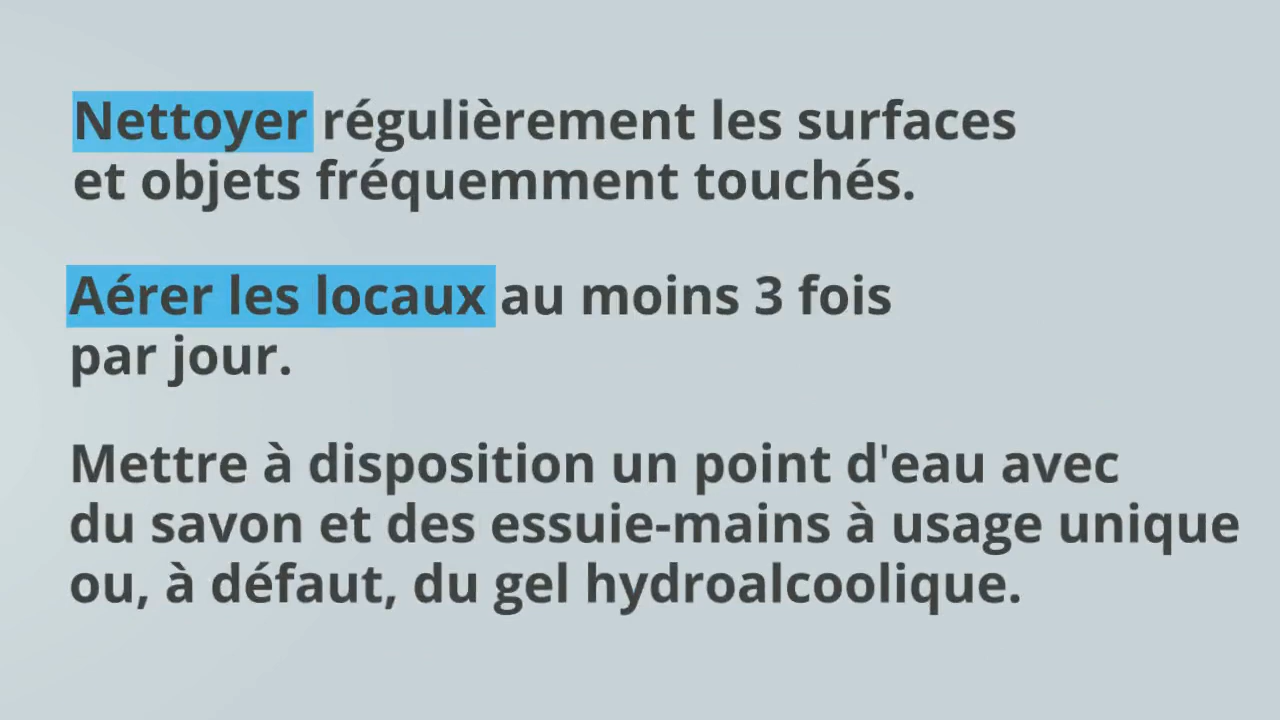 Nettoyer régulièrement les surfaces
et objets fréquemment touchés.
Aérer les locaux au moins 3 fois
par jour.
Mettre à disposition un point d'eau avec
du savon et des essuie-mains à usage unique
ou, à défaut, du gel hydroalcoolique.